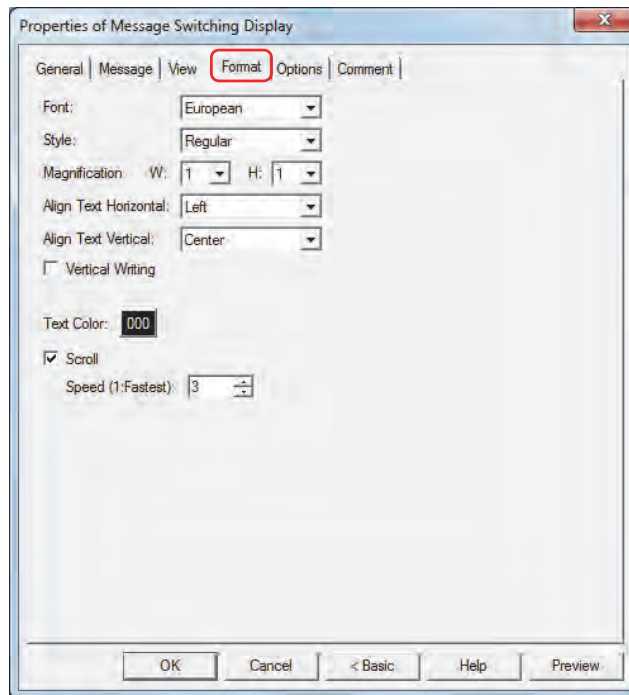 Properties of Message Switching Display
General Message View Format Options Comment
Font: European
Style: Regular
Magnification W: 1 H: 1
Align Text Horizontal: Left
Align Text Vertical: Center
Vertical Writing
Text Color: 000
Scroll
Speed (1:Fastest) 3
OK Cancel < Basic Help Preview